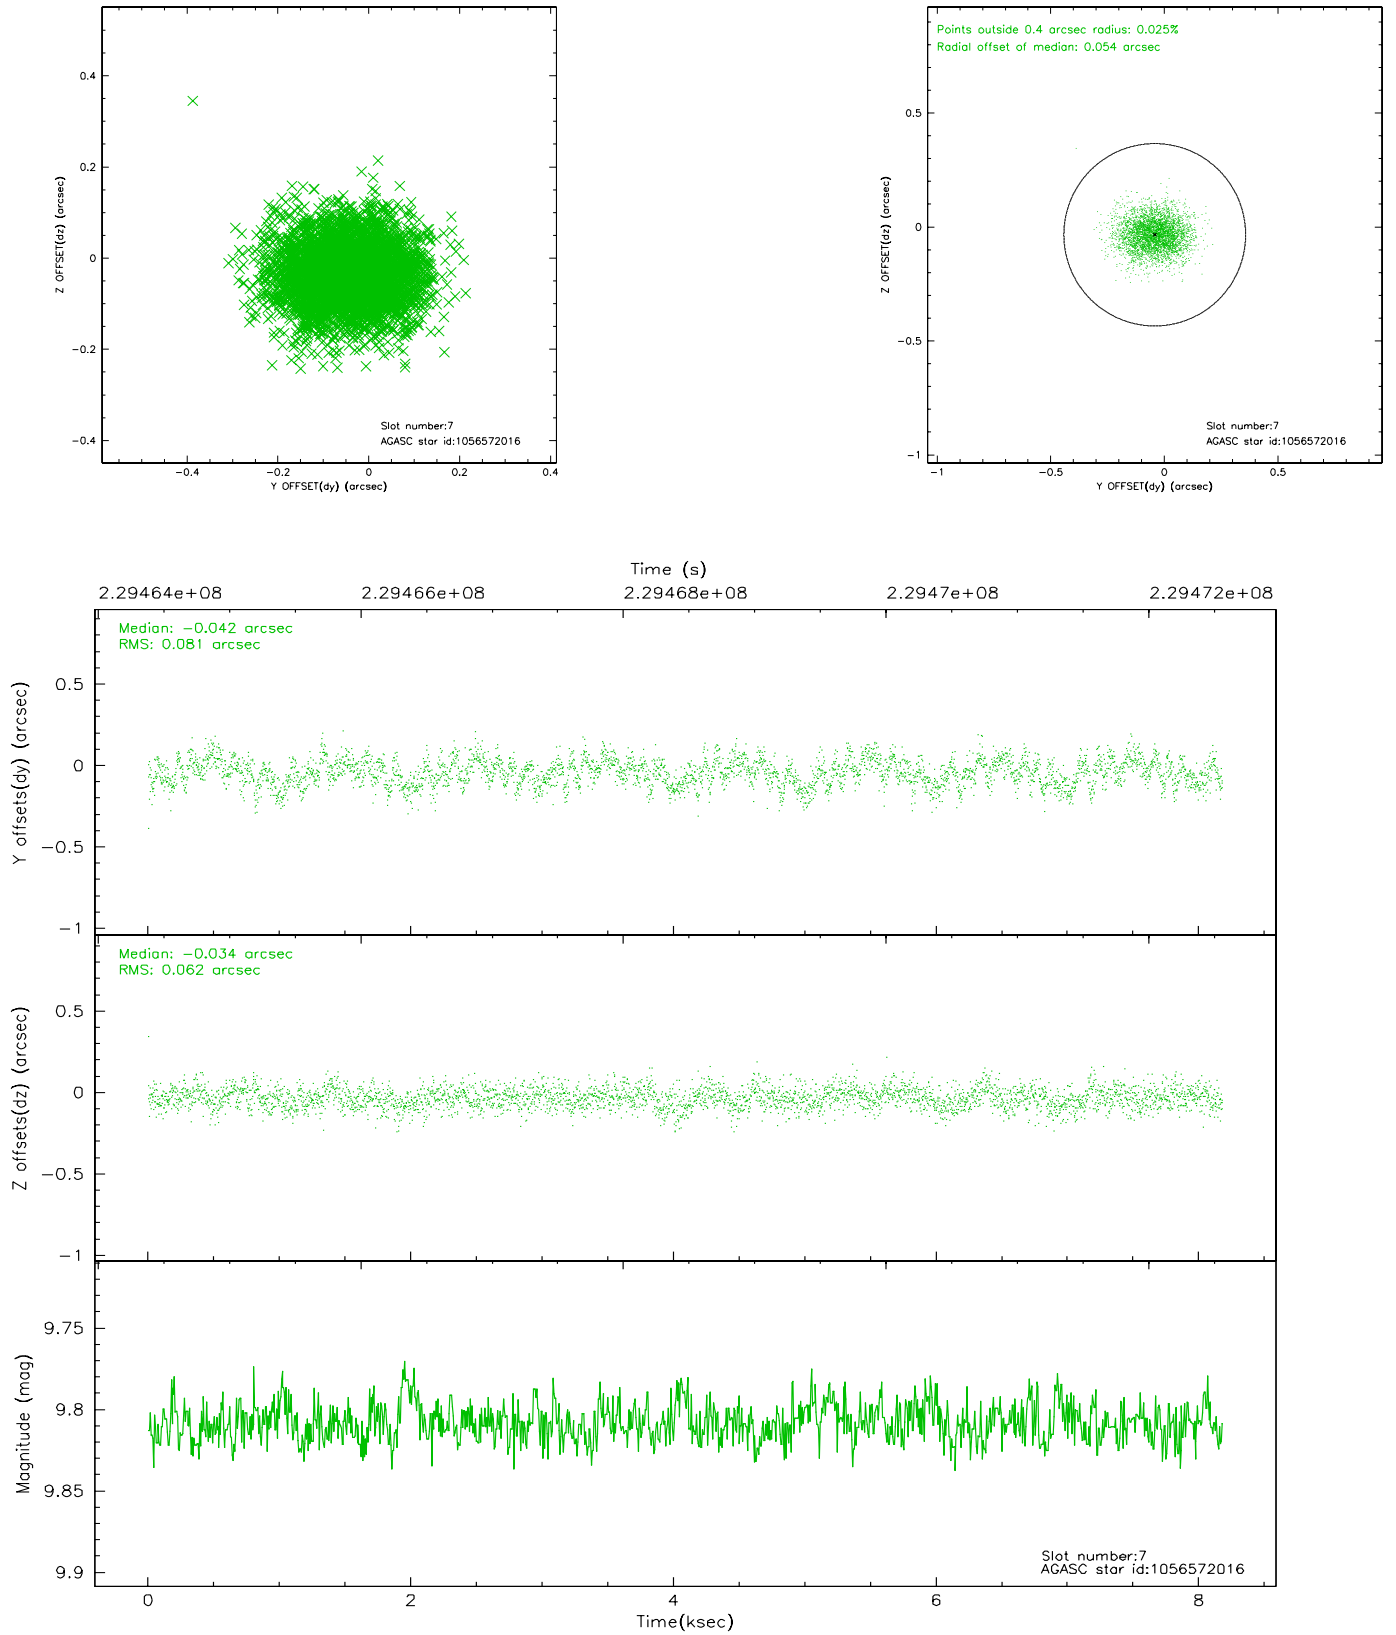 0.4
0.2
0
−0.2
−0.4
Z OFFSET(dz) (arcsec)
Slot number:7
AGASC star id:1056572016
−0.4 −0.2 0 0.2 0.4
Y OFFSET(dy) (arcsec)
Points outside 0.4 arcsec radius: 0.025%
Radial offset of median: 0.054 arcsec
0.5
0
−0.5
−1
Z OFFSET(dz) (arcsec)
Slot number:7
AGASC star id:1056572016
−1 −0.5 0 0.5
Y OFFSET(dy) (arcsec)
Time (s)
2.29464e+08 2.29466e+08 2.29468e+08 2.2947e+08 2.29472e+08
Median: −0.042 arcsec
RMS: 0.081 arcsec
0.5
0
−0.5
−1
Y offsets(dy) (arcsec)
Median: −0.034 arcsec
RMS: 0.062 arcsec
0.5
0
−0.5
−1
Z offsets(dz) (arcsec)
9.75
9.8
9.85
9.9
Magnitude (mag)
Slot number:7
AGASC star id:1056572016
0 2 4 6 8
Time(ksec)